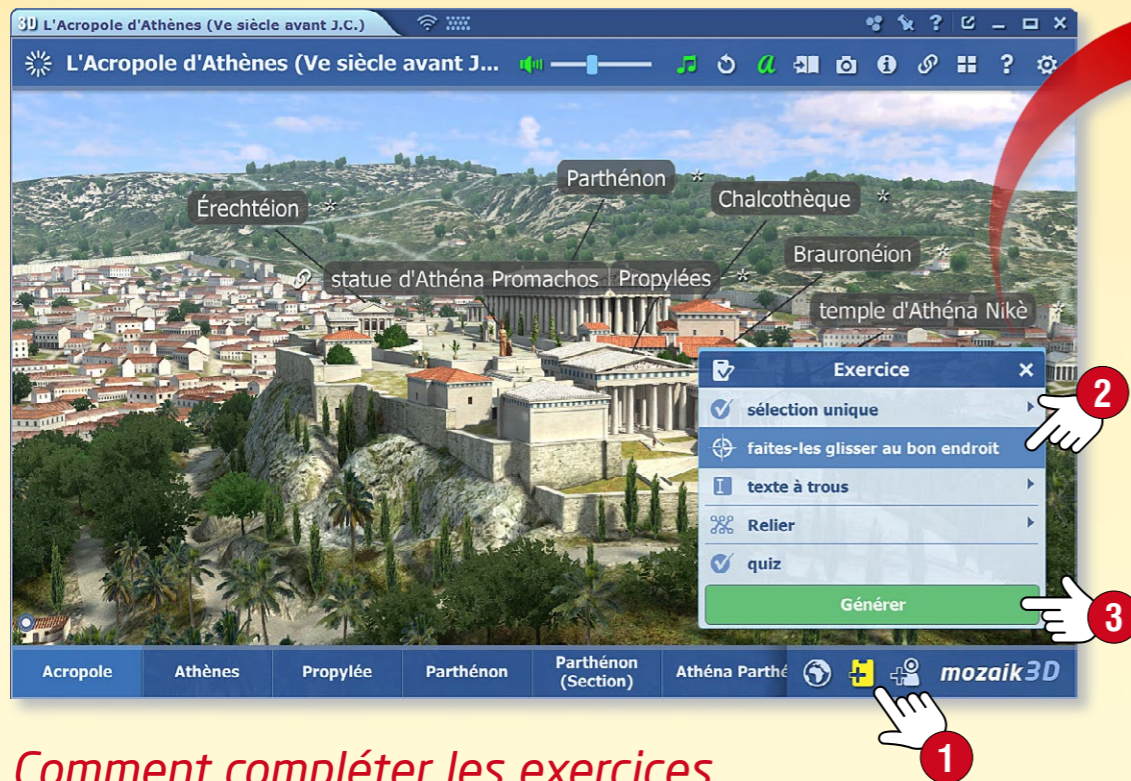 3D L'Acropole d'Athènes (Ve siècle avant J.C.)
L'Acropole d'Athènes (Ve siècle avant J...
Parthénon
Chalcothèque
Érechtéion
Brauronéion
statue d'Athéna Promachos
Propylées
temple d'Athéna Nikè
Exercice
sélection unique
faites-les glisser au bon endroit
texte à trous
Relier
quiz
Générer
2
3
Acropole
Athènes
Propylée
Parthénon
Parthénon
(Section)
Athéna Parthé
mozaik3D
1
Comment compléter les exercices